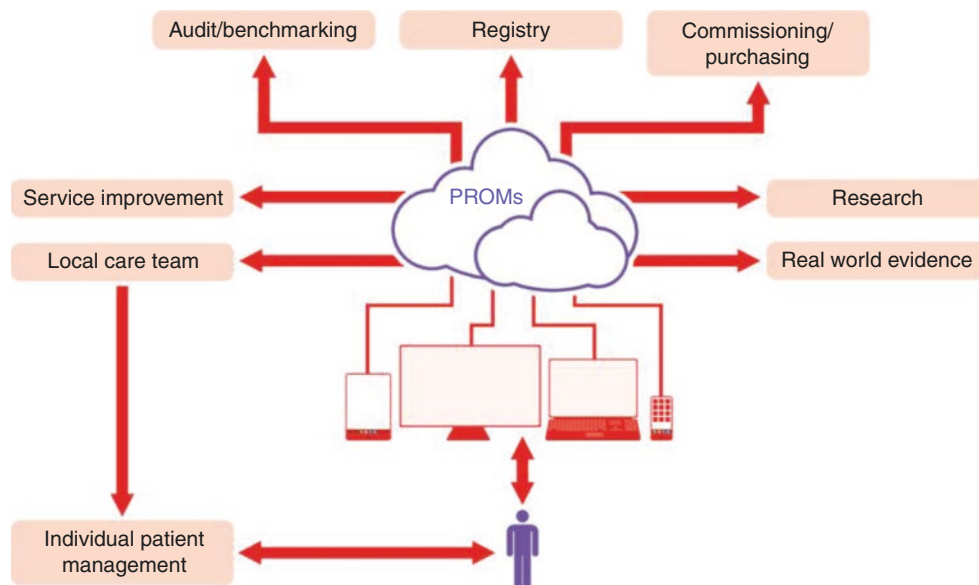 Audit/benchmarking
Registry
Commissioning/
purchasing
Service improvement
PROMs
Research
Local care team
Real world evidence
Individual patient
management